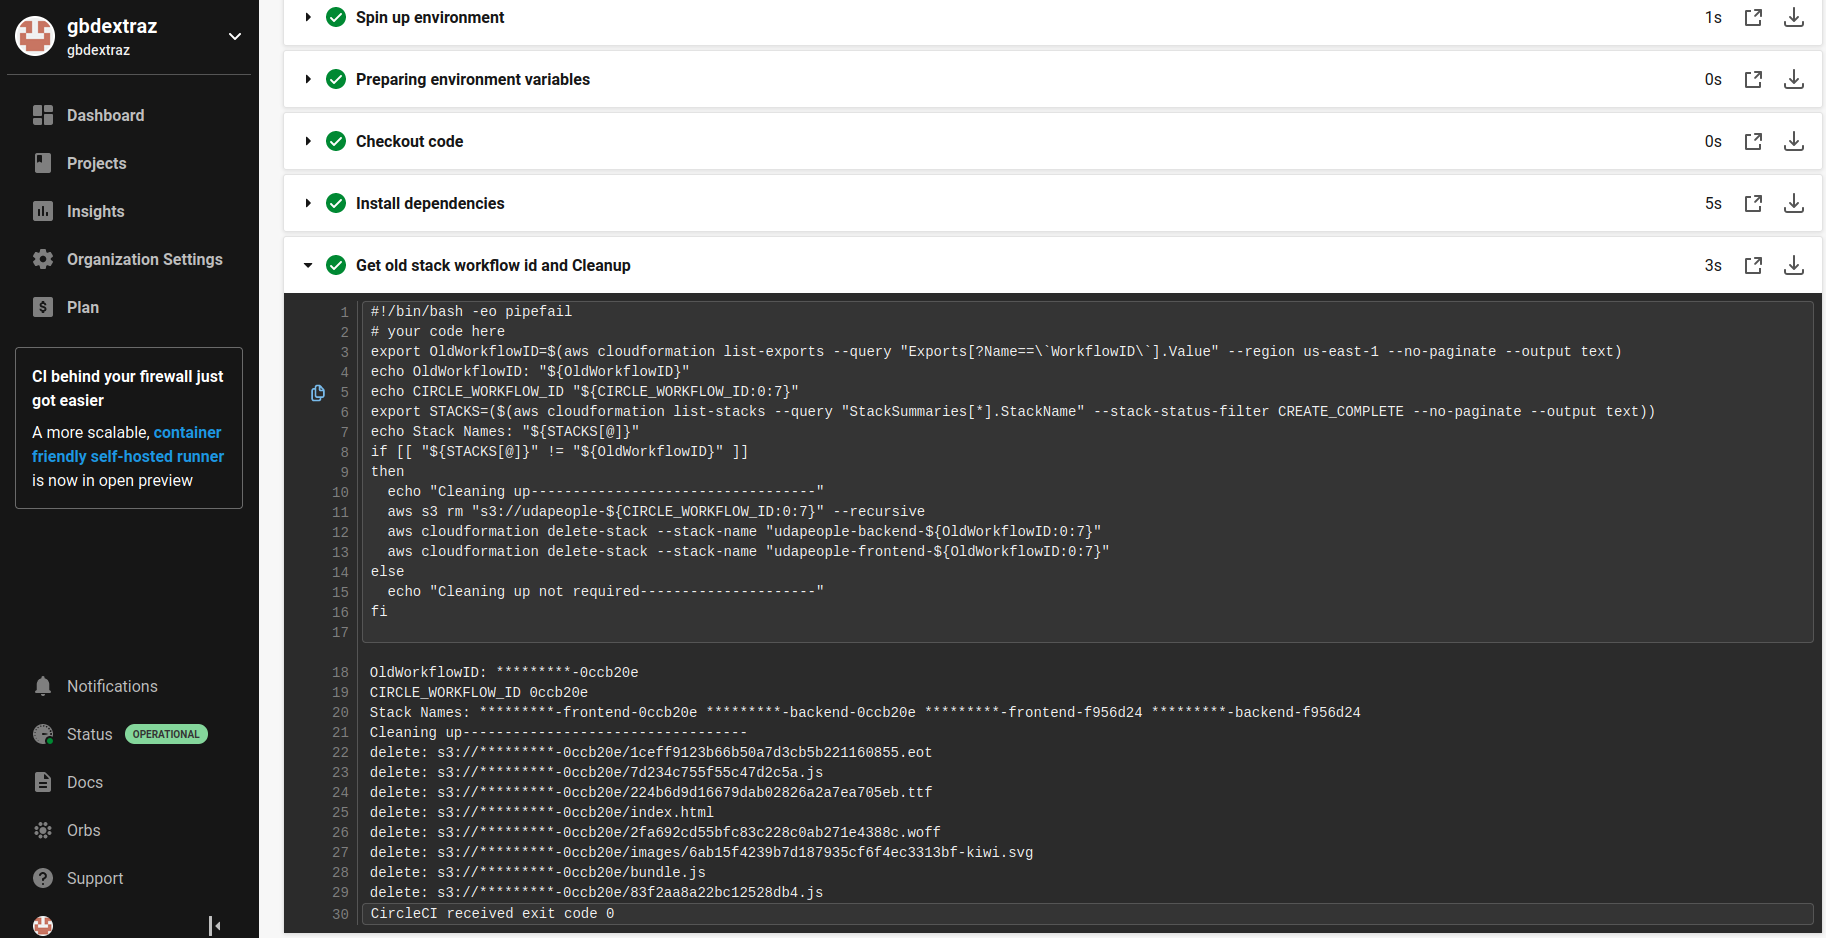 gbdextraz
gbdextraz
Dashboard
Projects
Insights
Organization Settings
Plan
CI behind your firewall just
got easier
A more scalable, container
friendly self-hosted runner
is now in open preview
Notifications
Status OPERATIONAL
Docs
Orbs
Support
Spin up environment 1s
Preparing environment variables 0s
Checkout code 0s
Install dependencies 5s
Get old stack workflow id and Cleanup 3s
1 #!/bin/bash -eo pipefail
2 # your code here
3 export OldWorkflowID=$(aws cloudformation list-exports --query "Exports[?Name==\`WorkflowID\`].Value" --region us-east-1 --no-paginate --output text)
4 echo OldWorkflowID: "${OldWorkflowID}"
5 echo CIRCLE_WORKFLOW_ID "${CIRCLE_WORKFLOW_ID:0:7}"
6 export STACKS=($(aws cloudformation list-stacks --query "StackSummaries[*].StackName" --stack-status-filter CREATE_COMPLETE --no-paginate --output text))
7 echo Stack Names: "${STACKS[@]}"
8 if [[ "${STACKS[@]}" != "${OldWorkflowID}" ]]
9 then
10   echo "Cleaning up----------------------------------"
11   aws s3 rm "s3://udapeople-${CIRCLE_WORKFLOW_ID:0:7}" --recursive
12   aws cloudformation delete-stack --stack-name "udapeople-backend-${OldWorkflowID:0:7}"
13   aws cloudformation delete-stack --stack-name "udapeople-frontend-${OldWorkflowID:0:7}"
14 else
15   echo "Cleaning up not required---------------------"
16 fi
17
18 OldWorkflowID: *********-0ccb20e
19 CIRCLE_WORKFLOW_ID 0ccb20e
20 Stack Names: *********-frontend-0ccb20e *********-backend-0ccb20e *********-frontend-f956d24 *********-backend-f956d24
21 Cleaning up----------------------------------
22 delete: s3://*********-0ccb20e/1ceff9123b66b50a7d3cb5b221160855.eot
23 delete: s3://*********-0ccb20e/7d234c755f55c47d2c5a.js
24 delete: s3://*********-0ccb20e/224b6d9d16679dab02826a2a7ea705eb.ttf
25 delete: s3://*********-0ccb20e/index.html
26 delete: s3://*********-0ccb20e/2fa692cd55bfc83c228c0ab271e4388c.woff
27 delete: s3://*********-0ccb20e/images/6ab15f4239b7d187935cf6f4ec3313bf-kiwi.svg
28 delete: s3://*********-0ccb20e/bundle.js
29 delete: s3://*********-0ccb20e/83f2aa8a22bc12528db4.js
30 CircleCI received exit code 0